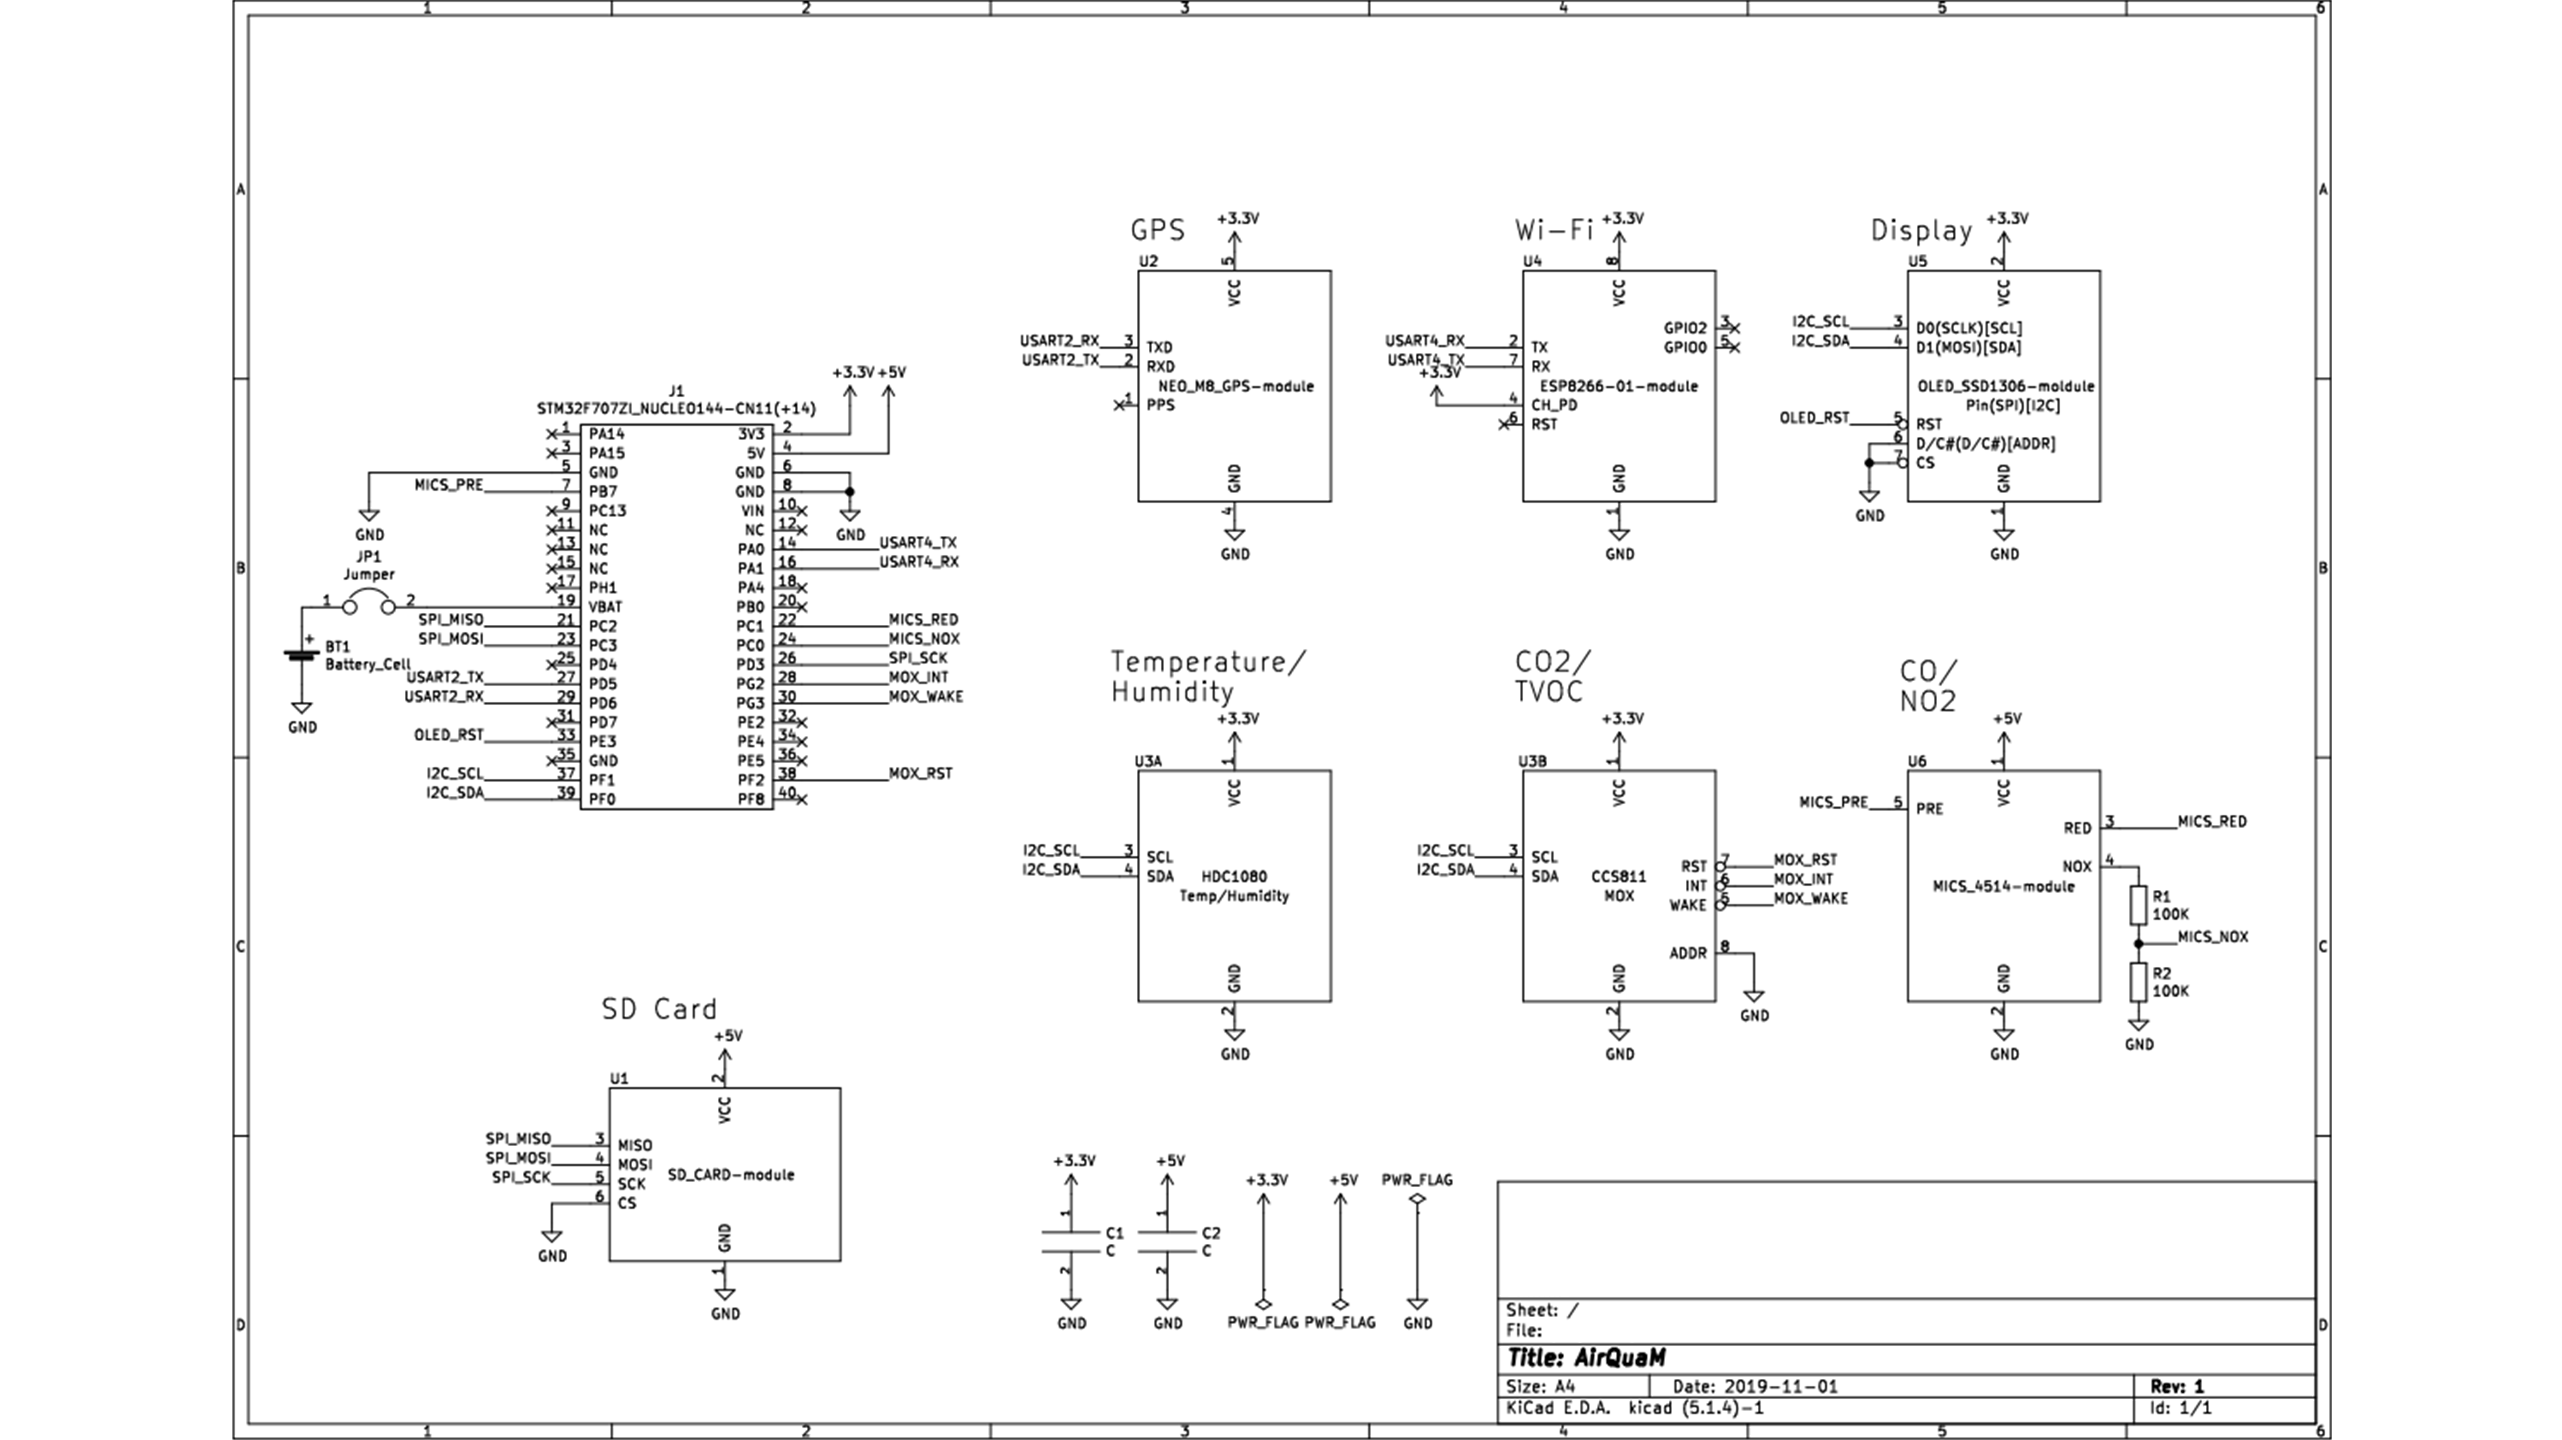 1 2 3 4 5 6
A A
GPS
+3.3V
U2
5
VCC
USART2_RX 3 TXD
USART2_TX 2 RXD
NEO_M8_GPS-module
1 PPS
GND
4
GND
Wi-Fi
+3.3V
U4
8
VCC
GPIO2 3
GPIO0 5
USART4_RX 2 TX
USART4_TX 7 RX
+3.3V
ESP8266-01-module
4 CH_PD
6 RST
GND
1
GND
Display
+3.3V
U5
2
VCC
I2C_SCL 3 D0(SCLK)[SCL]
I2C_SDA 4 D1(MOSI)[SDA]
OLED_SSD1306-moldule
Pin(SPI)[I2C]
OLED_RST 5 RST
6 D/C#(D/C#)[ADDR]
7 CS
GND
GND
1
GND
+3.3V +5V
J1
STM32F707ZI_NUCLEO144-CN11(+14)
1 PA14 3V3 2
3 PA15 5V 4
5 GND GND 6
MICS_PRE 7 PB7 GND 8
9 PC13 VIN 10
11 NC NC 12
GND GND
13 NC PA0 14 USART4_TX
15 NC PA1 16 USART4_RX
17 PH1 PA4 18
JP1
Jumper
1 2 19 VBAT PB0 20
SPI_MISO 21 PC2 PC1 22 MICS_RED
SPI_MOSI 23 PC3 PC0 24 MICS_NOX
+
BT1
Battery_Cell
25 PD4 PD3 26 SPI_SCK
USART2_TX 27 PD5 PG2 28 MOX_INT
USART2_RX 29 PD6 PG3 30 MOX_WAKE
GND
31 PD7 PE2 32
OLED_RST 33 PE3 PE4 34
35 GND PE5 36
I2C_SCL 37 PF1 PF2 38 MOX_RST
I2C_SDA 39 PF0 PF8 40
B B
Temperature/
Humidity
+3.3V
U3A
1
VCC
I2C_SCL 3 SCL
I2C_SDA 4 SDA
HDC1080
Temp/Humidity
GND
2
GND
CO2/
TVOC
+3.3V
U3B
1
VCC
I2C_SCL 3 SCL
I2C_SDA 4 SDA
CCS811
MOX
RST 7 MOX_RST
INT 6 MOX_INT
WAKE 5 MOX_WAKE
ADDR 8
GND
GND
2
GND
CO/
NO2
+5V
U6
1
VCC
MICS_PRE 5 PRE
RED 3 MICS_RED
NOX 4
MICS_4514-module
R1
100K
MICS_NOX
R2
100K
GND
GND
2
GND
C C
SD Card
+5V
U1
2
VCC
SPI_MISO 3 MISO
SPI_MOSI 4 MOSI
SPI_SCK 5 SCK
6 CS
SD_CARD-module
GND
GND
1
GND
+3.3V
1
C1
C
2
GND
+5V
1
C2
C
2
GND
+3.3V
PWR_FLAG
+5V
PWR_FLAG
PWR_FLAG
GND
D D
Sheet: /
File:
Title: AirQuaM
Size: A4 Date: 2019-11-01 Rev: 1
KiCad E.D.A. kicad (5.1.4)-1 Id: 1/1
1 2 3 4 5 6